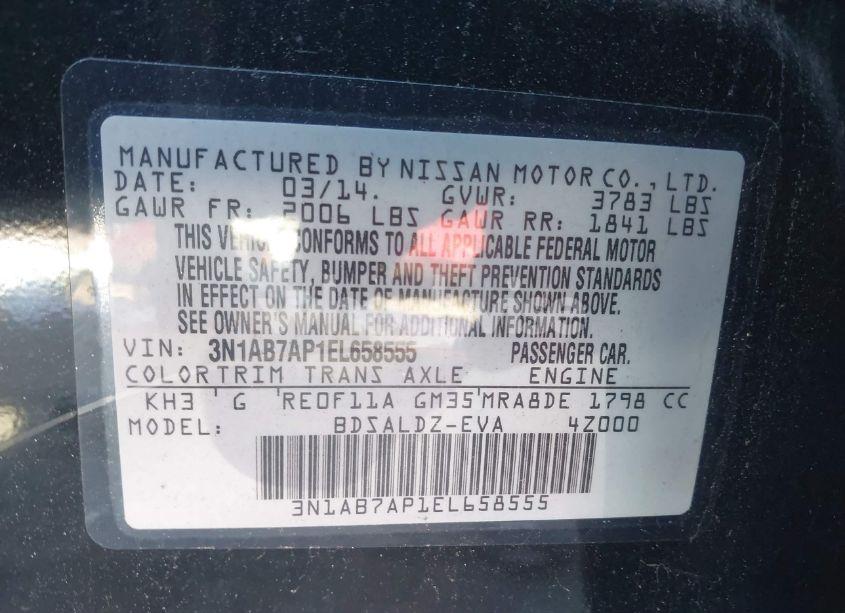 MANUFACTURED BY NISSAN MOTOR CO., LTD.
DATE: 03/14. GVWR: 3783 LBS
GAWR FR: 2006 LBS GAWR RR: 1841 LBS
THIS VEHICLE CONFORMS TO ALL APPLICABLE FEDERAL MOTOR
VEHICLE SAFETY, BUMPER AND THEFT PREVENTION STANDARDS
IN EFFECT ON THE DATE OF MANUFACTURE SHOWN ABOVE.
SEE OWNER'S MANUAL FOR ADDITIONAL INFORMATION.
VIN: 3N1AB7AP1EL658555 PASSENGER CAR.
COLORTRIM TRANS AXLE ENGINE
KH3 ' G 'RE0F11A GM35'MRA8DE 1798 CC
MODEL: BDSALDZ-EVA 4Z000
3N1AB7AP1EL658555